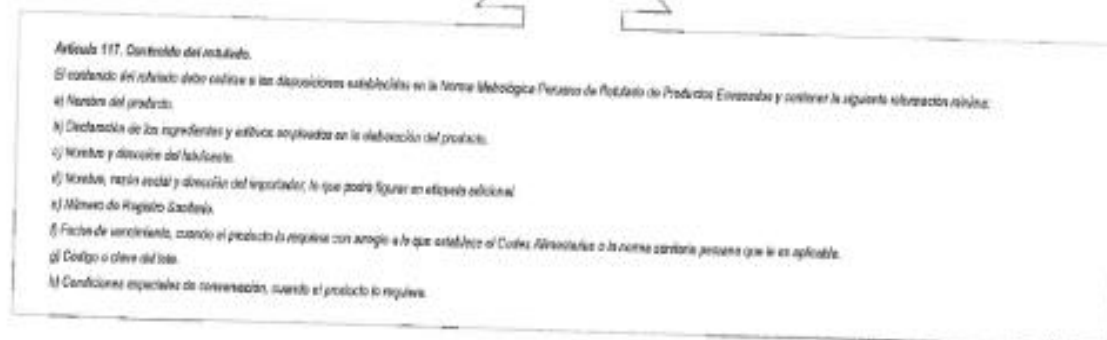 Artículo 117. Contenido del rotulado.
El contenido del rotulado debe ceñirse a las disposiciones establecidas en la Norma Metrológica Peruana de Rotulado de Productos Envasados y contener la siguiente información mínima:
a) Nombre del producto.
b) Declaración de los ingredientes y aditivos empleados en la elaboración del producto.
c) Nombre y dirección del fabricante.
d) Nombre, razón social y dirección del importador, lo que podrá figurar en etiqueta adicional.
e) Número de Registro Sanitario.
f) Fecha de vencimiento, cuando el producto lo requiera con arreglo a lo que establece el Codex Alimentarius o la norma sanitaria peruana que le es aplicable.
g) Código o clave del lote.
h) Condiciones especiales de conservación, cuando el producto lo requiera.